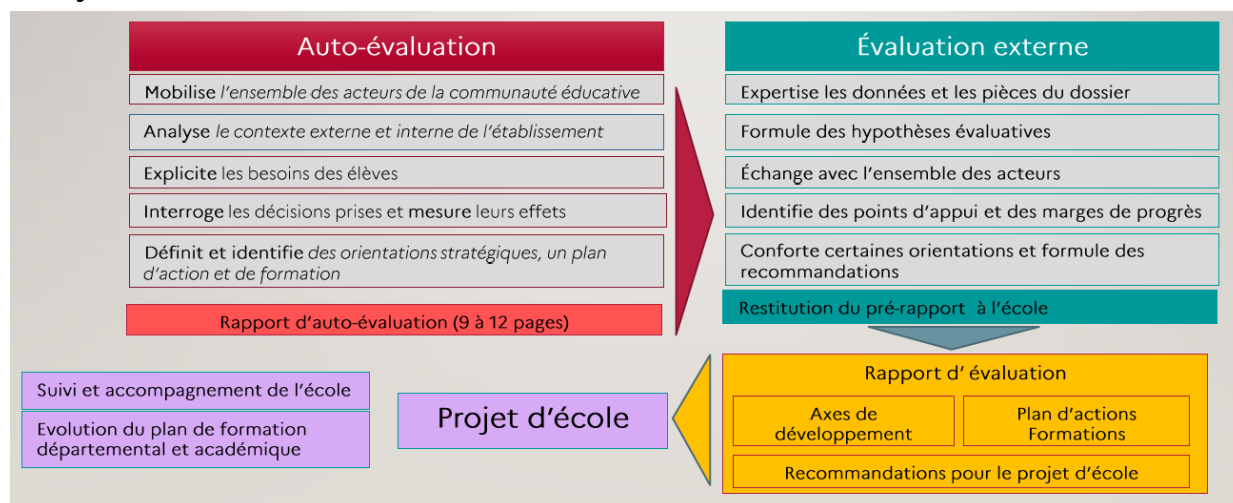 Auto-évaluation
Mobilise l'ensemble des acteurs de la communauté éducative
Analyse le contexte externe et interne de l'établissement
Explicite les besoins des élèves
Interroge les décisions prises et mesure leurs effets
Définit et identifie des orientations stratégiques, un plan
d'action et de formation
Rapport d'auto-évaluation (9 à 12 pages)
Évaluation externe
Expertise les données et les pièces du dossier
Formule des hypothèses évaluatives
Échange avec l'ensemble des acteurs
Identifie des points d'appui et des marges de progrès
Conforte certaines orientations et formule des
recommandations
Restitution du pré-rapport à l'école
Rapport d' évaluation
Axes de
développement
Plan d'actions
Formations
Recommandations pour le projet d'école
Projet d'école
Suivi et accompagnement de l'école
Evolution du plan de formation
départemental et académique